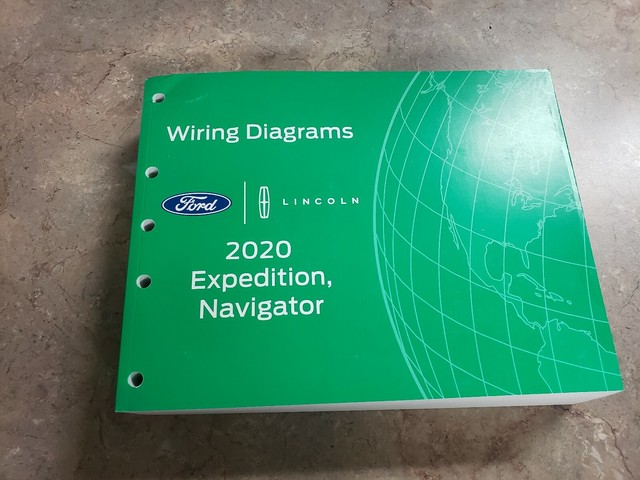 Wiring Diagrams
Ford
LINCOLN
2020
Expedition,
Navigator